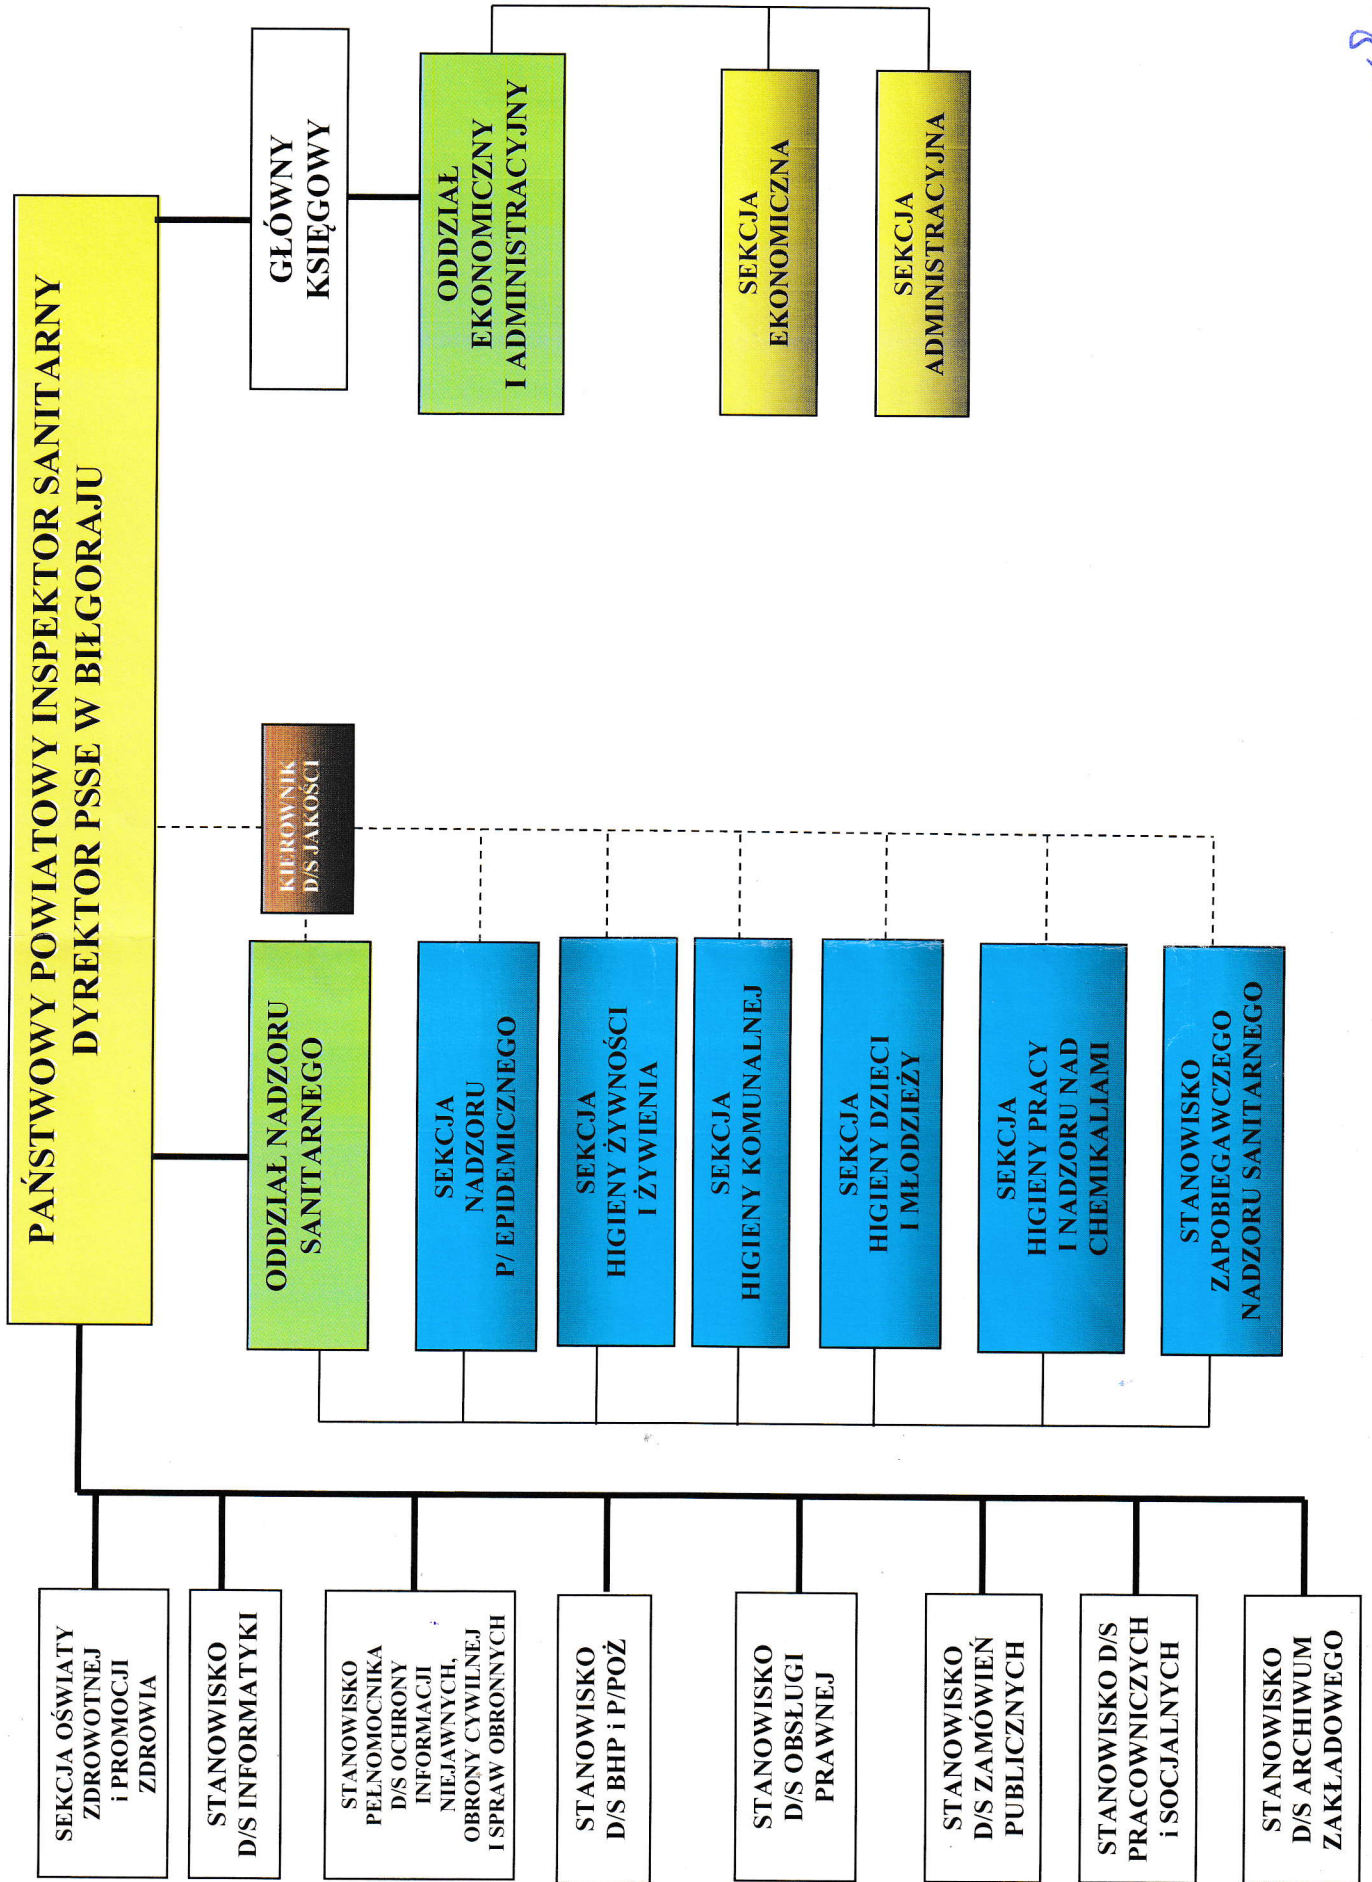 PAŃSTWOWY POWIATOWY INSPEKTOR SANITARNY
DYREKTOR PSSE W BIŁGORAJU
SEKCJA OŚWIATY
ZDROWOTNEJ
i PROMOCJI
ZDROWIA
STANOWISKO
D/S INFORMATYKI
STANOWISKO
PEŁNOMOCNIKA
D/S OCHRONY
INFORMACJI
NIEJAWNYCH,
OBRONY CYWILNEJ
I SPRAW OBRONNYCH
STANOWISKO
D/S BHP i P/POŻ
STANOWISKO
D/S OBSŁUGI
PRAWNEJ
STANOWISKO
D/S ZAMÓWIEŃ
PUBLICZNYCH
STANOWISKO D/S
PRACOWNICZYCH
i SOCJALNYCH
STANOWISKO
D/S ARCHIWUM
ZAKŁADOWEGO
ODDZIAŁ NADZORU
SANITARNEGO
SEKCJA
NADZORU
P/ EPIDEMICZNEGO
SEKCJA
HIGIENY ŻYWNOŚCI
I ŻYWIENIA
SEKCJA
HIGIENY KOMUNALNEJ
SEKCJA
HIGIENY DZIECI
I MŁODZIEŻY
SEKCJA
HIGIENY PRACY
I NADZORU NAD
CHEMIKALIAMI
STANOWISKO
ZAPOBIEGAWCZEGO
NADZORU SANITARNEGO
KIEROWNIK
D/S JAKOŚCI
GŁÓWNY
KSIĘGOWY
ODDZIAŁ
EKONOMICZNY
I ADMINISTRACYJNY
SEKCJA
EKONOMICZNA
SEKCJA
ADMINISTRACYJNA